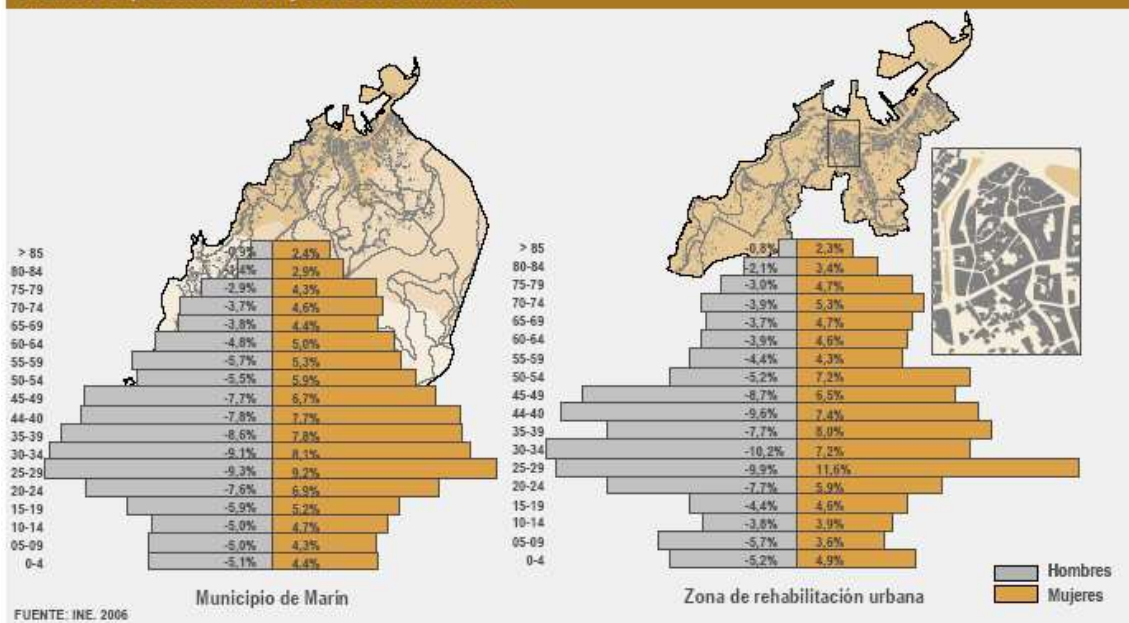 > 85 -0,9% 2,4%
80-84 -1,4% 2,9%
75-79 -2,9% 4,3%
70-74 -3,7% 4,6%
65-69 -3,8% 4,4%
60-64 -4,8% 5,0%
55-59 -5,7% 5,3%
50-54 -5,5% 5,9%
45-49 -7,7% 6,7%
44-40 -7,8% 7,7%
35-39 -8,6% 7,8%
30-34 -9,1% 8,1%
25-29 -9,3% 9,2%
20-24 -7,6% 6,9%
15-19 -5,9% 5,2%
10-14 -5,0% 4,7%
05-09 -5,0% 4,3%
0-4 -5,1% 4,4%
Municipio de Marín
FUENTE: INE. 2006
> 85 -0,8% 2,3%
80-84 -2,1% 3,4%
75-79 -3,0% 4,7%
70-74 -3,9% 5,3%
65-69 -3,7% 4,7%
60-64 -3,9% 4,6%
55-59 -4,4% 4,3%
50-54 -5,2% 7,2%
45-49 -8,7% 6,5%
44-40 -9,6% 7,4%
35-39 -7,7% 8,0%
30-34 -10,2% 7,2%
25-29 -9,9% 11,6%
20-24 -7,7% 5,9%
15-19 -4,4% 4,6%
10-14 -3,8% 3,9%
05-09 -5,7% 3,6%
0-4 -5,2% 4,9%
Zona de rehabilitación urbana
Hombres
Mujeres